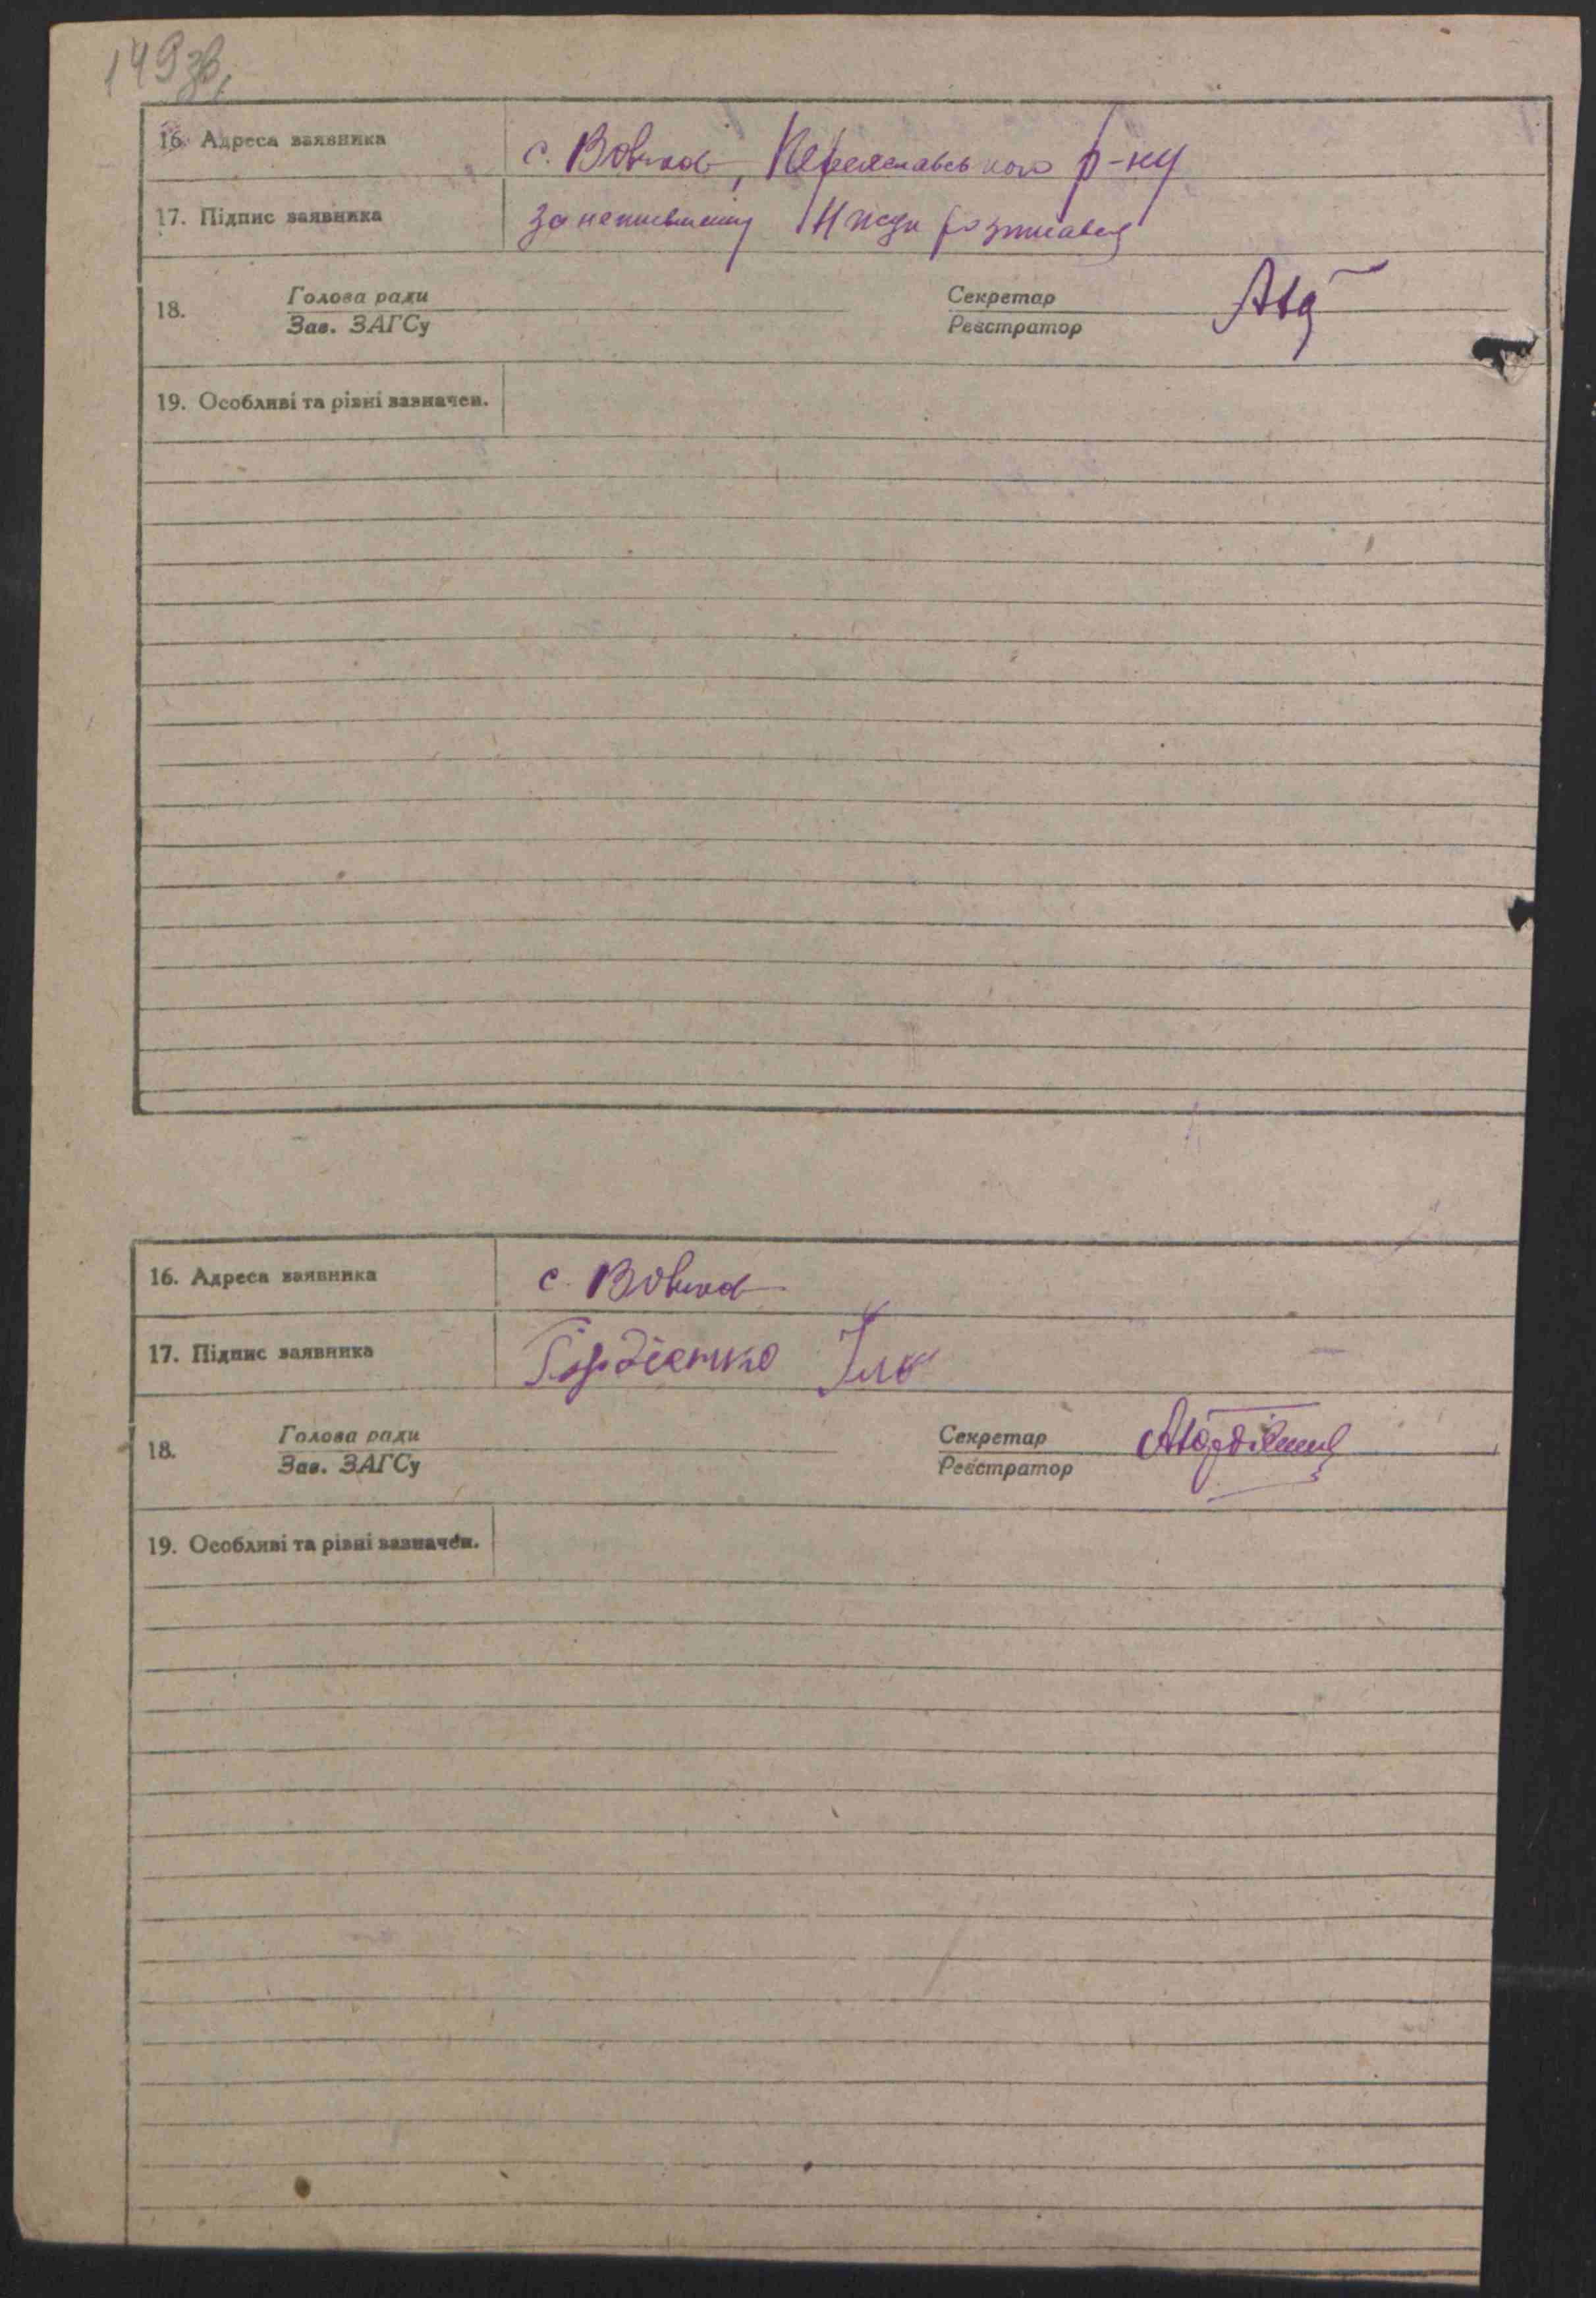 149зв.
16. Адреса заявника с. Вовчков, Переяславського р-ну
17. Підпис заявника За неписьменну розписався
Голова ради Секретар
18.
Зав. ЗАГСу Реєстратор
19. Особливі та різні зазначен.
16. Адреса заявника с. Вовчков
17. Підпис заявника
Голова ради Секретар
18.
Зав. ЗАГСу Реєстратор
19. Особливі та різні зазначен.